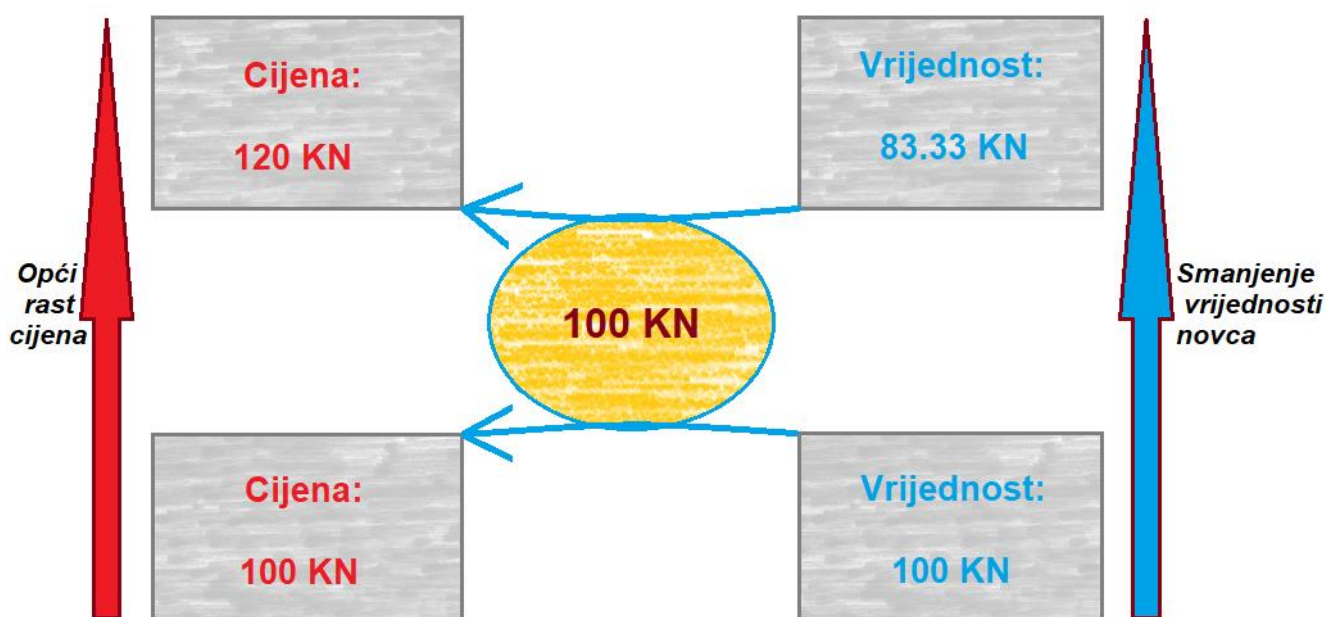 Cijena:
120 KN
Vrijednost:
83.33 KN
Opći
rast
cijena
100 KN
Smanjenje
vrijednosti
novca
Cijena:
100 KN
Vrijednost:
100 KN